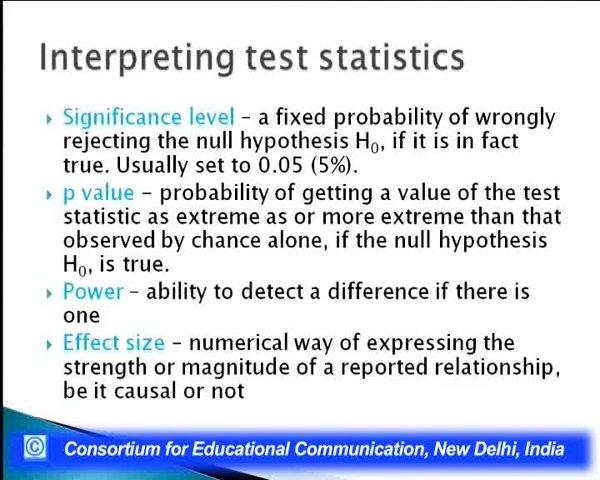 Interpreting test statistics
Significance level – a fixed probability of wrongly
rejecting the null hypothesis H₀, if it is in fact
true. Usually set to 0.05 (5%).
p value – probability of getting a value of the test
statistic as extreme as or more extreme than that
observed by chance alone, if the null hypothesis
H₀, is true.
Power – ability to detect a difference if there is
one
Effect size – numerical way of expressing the
strength or magnitude of a reported relationship,
be it causal or not
© Consortium for Educational Communication, New Delhi, India